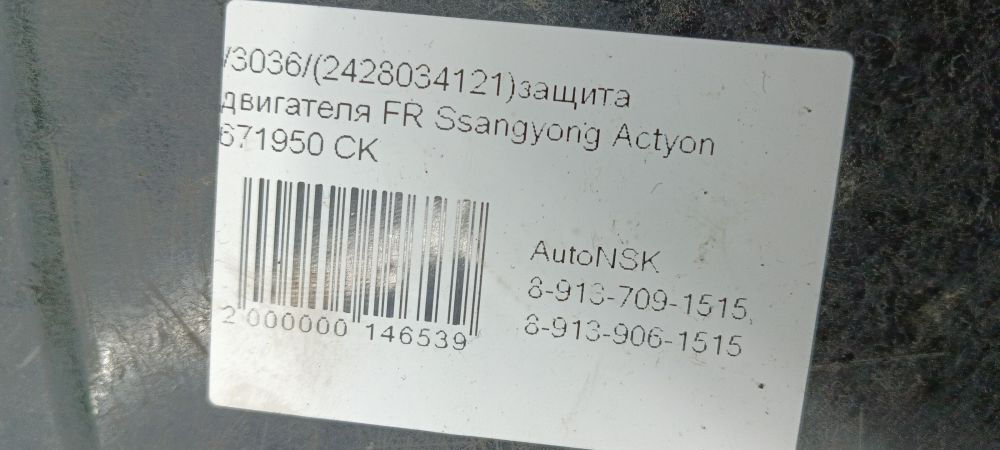 /3036/(2428034121)защита
двигателя FR Ssangyong Actyon
671950 СК
AutoNSK
8-913-709-1515,
8-913-906-1515
2 000000 146539